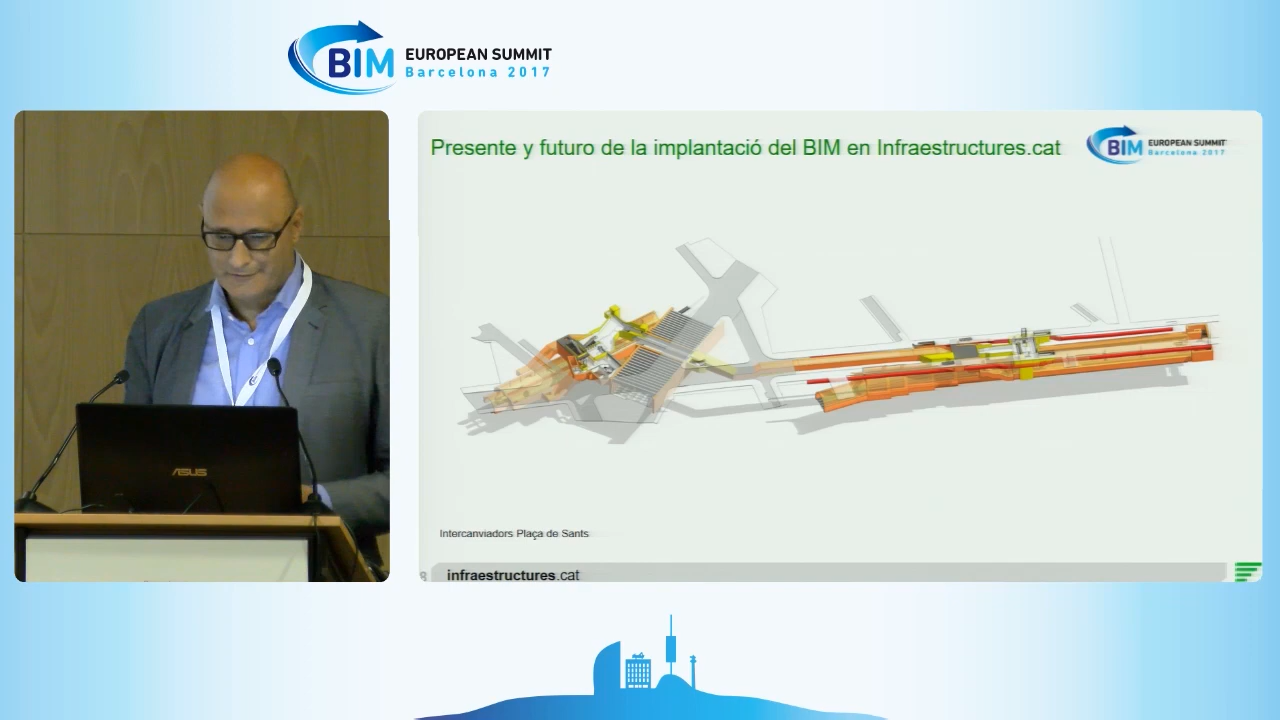 BIM EUROPEAN SUMMIT
Barcelona 2017
Presente y futuro de la implantació del BIM en Infraestructures.cat
BIM EUROPEAN SUMMIT
Barcelona 2017
ASUS
Intercanviadors Plaça de Sants
8 infraestructures.cat